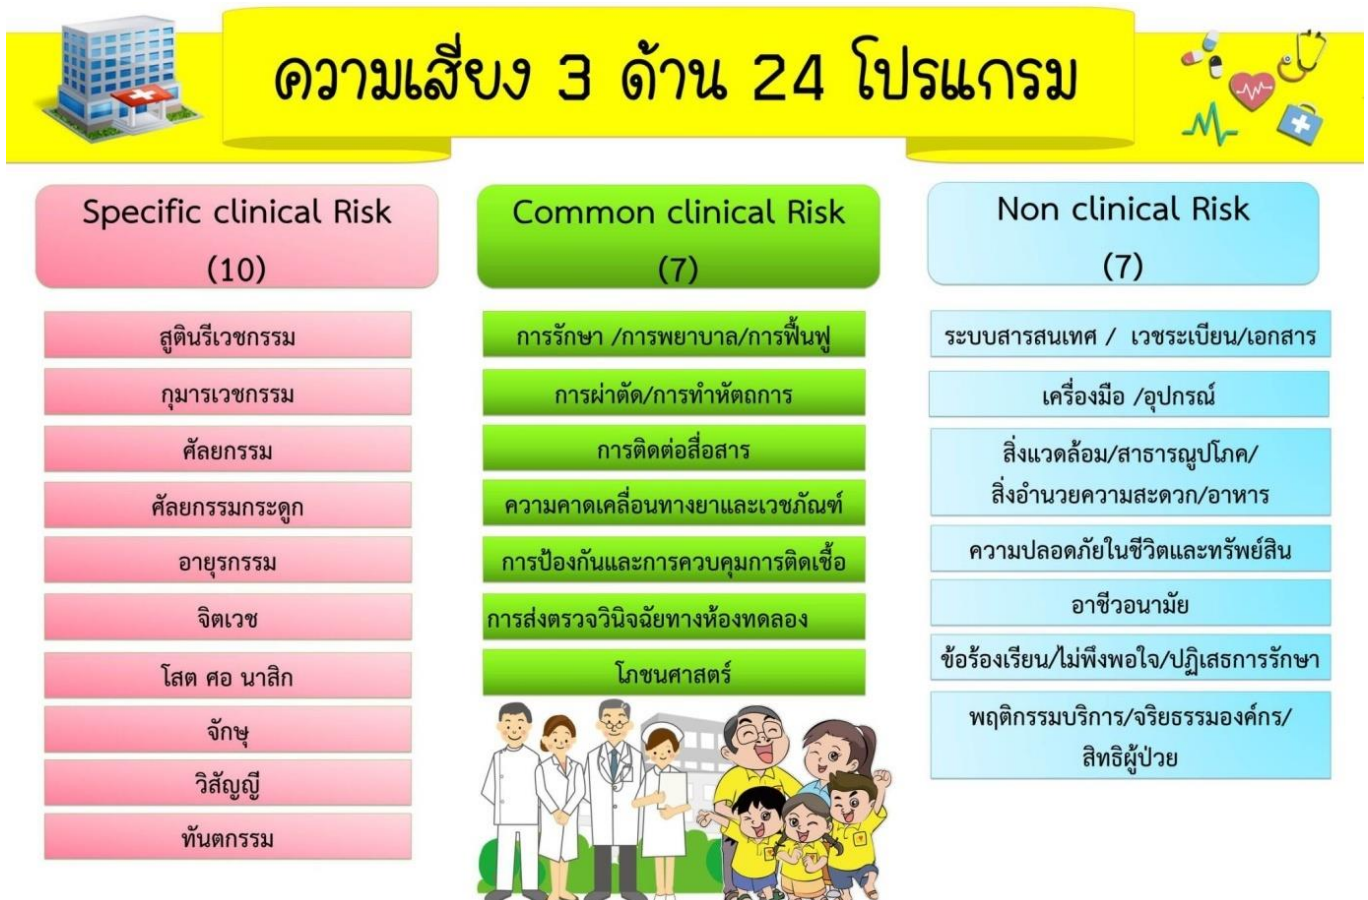 ความเสี่ยง 3 ด้าน 24 โปรแกรม
Specific clinical Risk
(10)
สูตินรีเวชกรรม
กุมารเวชกรรม
ศัลยกรรม
ศัลยกรรมกระดูก
อายุรกรรม
จิตเวช
โสต ศอ นาสิก
จักษุ
วิสัญญี
ทันตกรรม
Common clinical Risk
(7)
การรักษา /การพยาบาล/การฟื้นฟู
การผ่าตัด/การทำหัตถการ
การติดต่อสื่อสาร
ความคาดเคลื่อนทางยาและเวชภัณฑ์
การป้องกันและการควบคุมการติดเชื้อ
การส่งตรวจวินิจฉัยทางห้องทดลอง
โภชนศาสตร์
Non clinical Risk
(7)
ระบบสารสนเทศ / เวชระเบียน/เอกสาร
เครื่องมือ /อุปกรณ์
สิ่งแวดล้อม/สาธารณูปโภค/
สิ่งอำนวยความสะดวก/อาหาร
ความปลอดภัยในชีวิตและทรัพย์สิน
อาชีวอนามัย
ข้อร้องเรียน/ไม่พึงพอใจ/ปฏิเสธการรักษา
พฤติกรรมบริการ/จริยธรรมองค์กร/
สิทธิผู้ป่วย